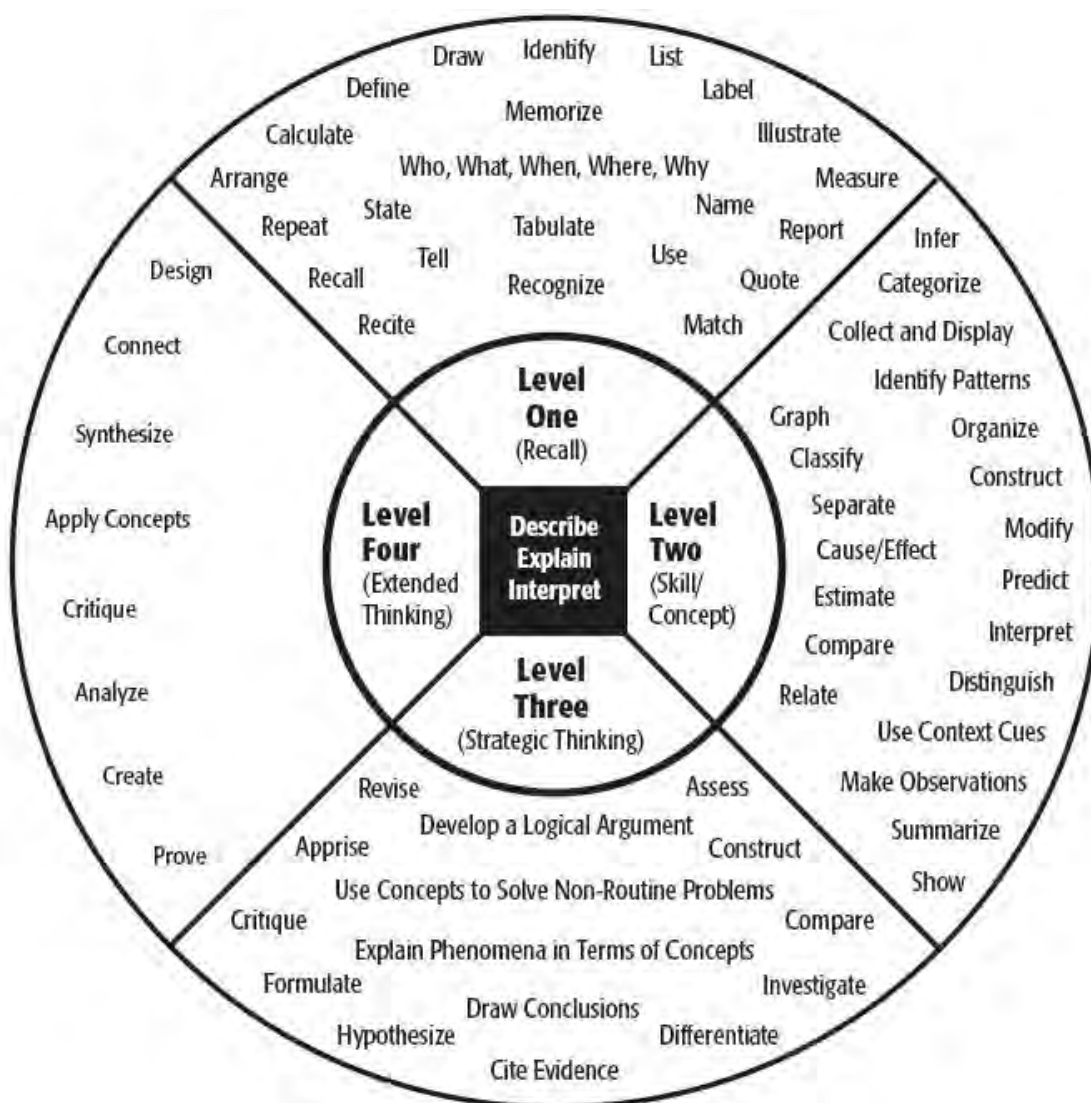 Draw
Identify
List
Define
Label
Memorize
Calculate
Illustrate
Who, What, When, Where, Why
Arrange
Measure
State
Name
Repeat
Tabulate
Report
Tell
Use
Recall
Recognize
Quote
Recite
Match
Level
One
(Recall)
Infer
Categorize
Collect and Display
Identify Patterns
Graph
Organize
Classify
Construct
Separate
Modify
Cause/Effect
Predict
Estimate
Interpret
Compare
Distinguish
Relate
Use Context Cues
Make Observations
Summarize
Show
Level
Two
(Skill/
Concept)
Describe
Explain
Interpret
Level
Three
(Strategic Thinking)
Revise
Assess
Develop a Logical Argument
Apprise
Construct
Use Concepts to Solve Non-Routine Problems
Critique
Compare
Explain Phenomena in Terms of Concepts
Formulate
Investigate
Draw Conclusions
Hypothesize
Differentiate
Cite Evidence
Level
Four
(Extended
Thinking)
Design
Connect
Synthesize
Apply Concepts
Critique
Analyze
Create
Prove